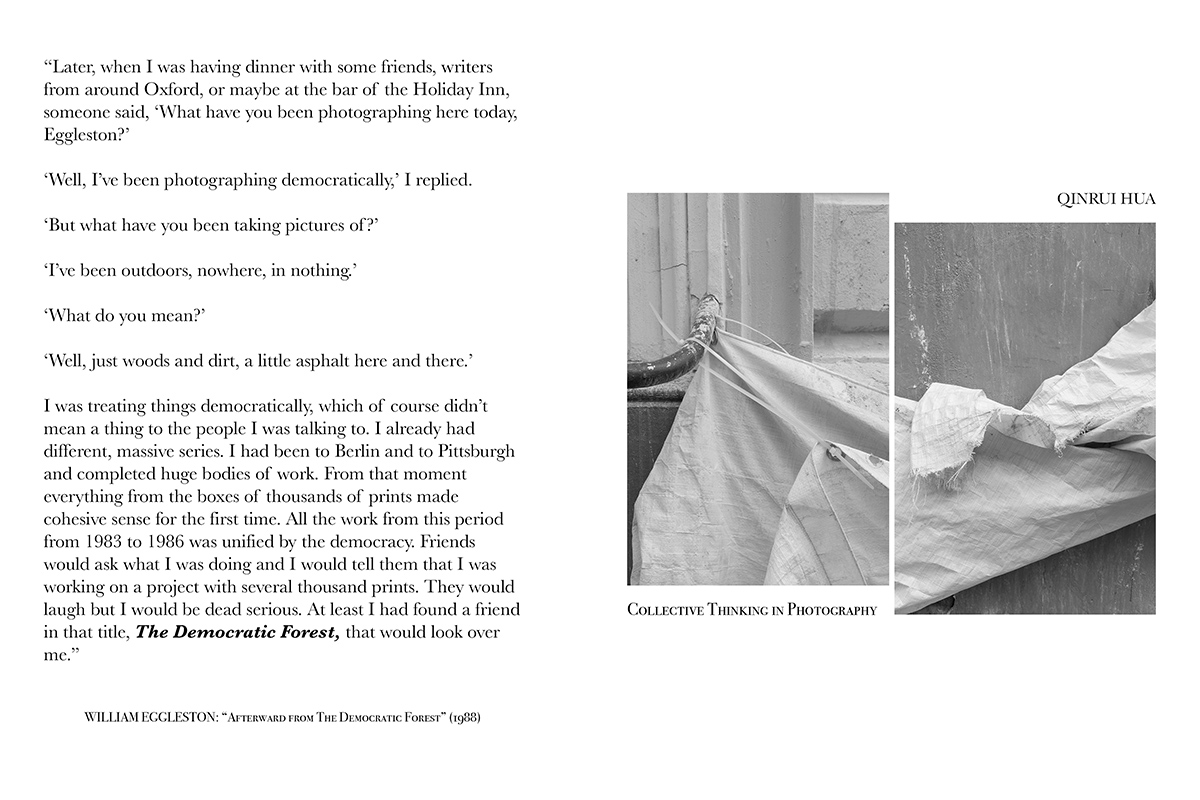 “Later, when I was having dinner with some friends, writers
from around Oxford, or maybe at the bar of the Holiday Inn,
someone said, ‘What have you been photographing here today,
Eggleston?’
‘Well, I’ve been photographing democratically,’ I replied.
‘But what have you been taking pictures of?’
‘I’ve been outdoors, nowhere, in nothing.’
‘What do you mean?’
‘Well, just woods and dirt, a little asphalt here and there.’
I was treating things democratically, which of course didn’t
mean a thing to the people I was talking to. I already had
different, massive series. I had been to Berlin and to Pittsburgh
and completed huge bodies of work. From that moment
everything from the boxes of thousands of prints made
cohesive sense for the first time. All the work from this period
from 1983 to 1986 was unified by the democracy. Friends
would ask what I was doing and I would tell them that I was
working on a project with several thousand prints. They would
laugh but I would be dead serious. At least I had found a friend
in that title, The Democratic Forest, that would look over
me.”
WILLIAM EGGLESTON: “Afterward from The Democratic Forest” (1988)
QINRUI HUA
Collective Thinking in Photography